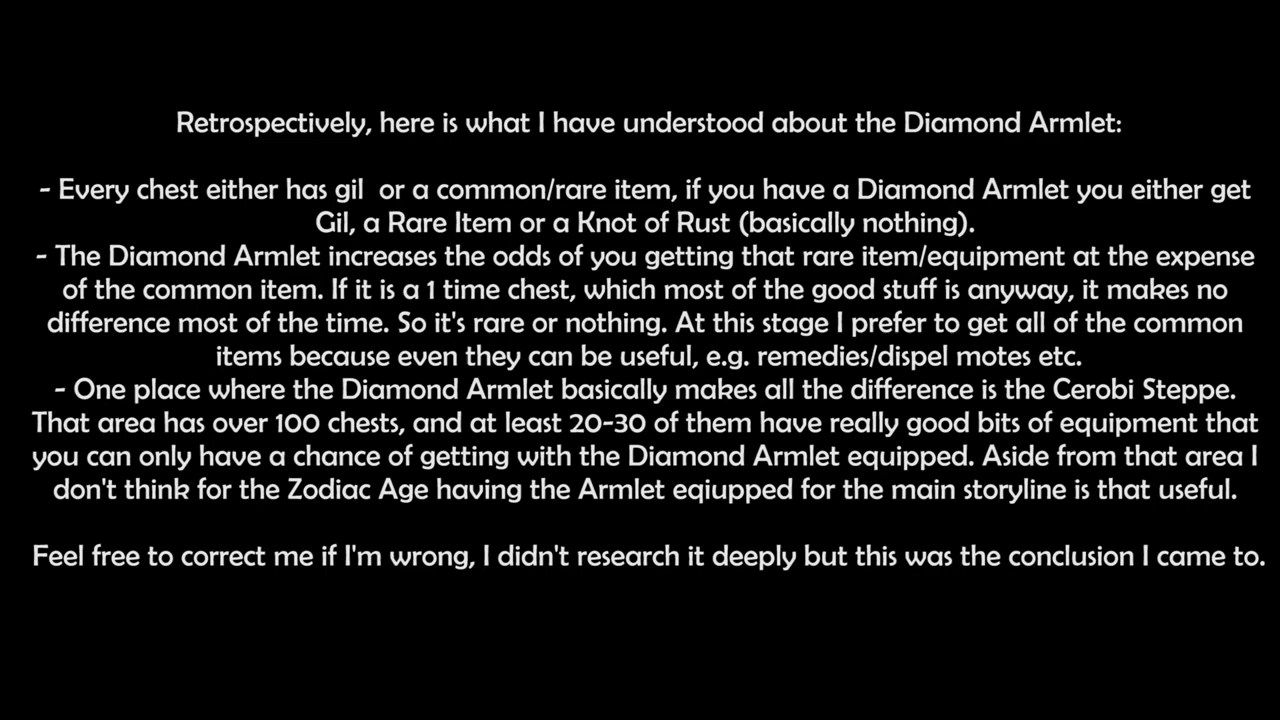 Retrospectively, here is what I have understood about the Diamond Armlet:
- Every chest either has gil  or a common/rare item, if you have a Diamond Armlet you either get
Gil, a Rare Item or a Knot of Rust (basically nothing).
- The Diamond Armlet increases the odds of you getting that rare item/equipment at the expense
of the common item. If it is a 1 time chest, which most of the good stuff is anyway, it makes no
difference most of the time. So it's rare or nothing. At this stage I prefer to get all of the common
items because even they can be useful, e.g. remedies/dispel motes etc.
- One place where the Diamond Armlet basically makes all the difference is the Cerobi Steppe.
That area has over 100 chests, and at least 20-30 of them have really good bits of equipment that
you can only have a chance of getting with the Diamond Armlet equipped. Aside from that area I
don't think for the Zodiac Age having the Armlet eqiupped for the main storyline is that useful.
Feel free to correct me if I'm wrong, I didn't research it deeply but this was the conclusion I came to.